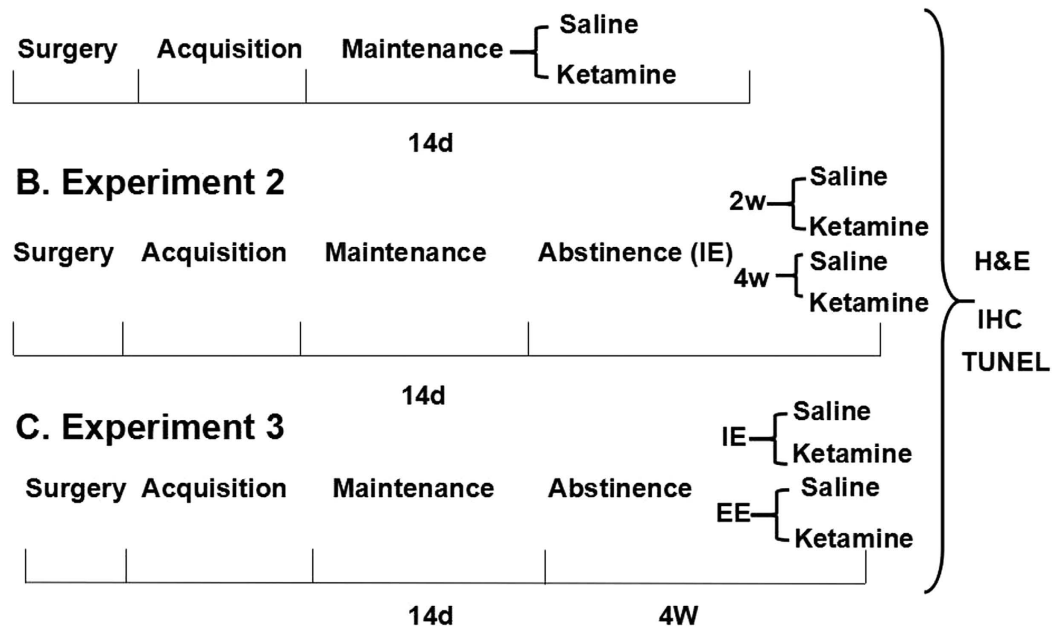 Surgery Acquisition Maintenance Saline
Ketamine
14d
B. Experiment 2
Surgery Acquisition Maintenance Abstinence (IE)
2w Saline
Ketamine
4w Saline
Ketamine
14d
C. Experiment 3
Surgery Acquisition Maintenance Abstinence
IE Saline
Ketamine
EE Saline
Ketamine
14d 4W
H&E
IHC
TUNEL